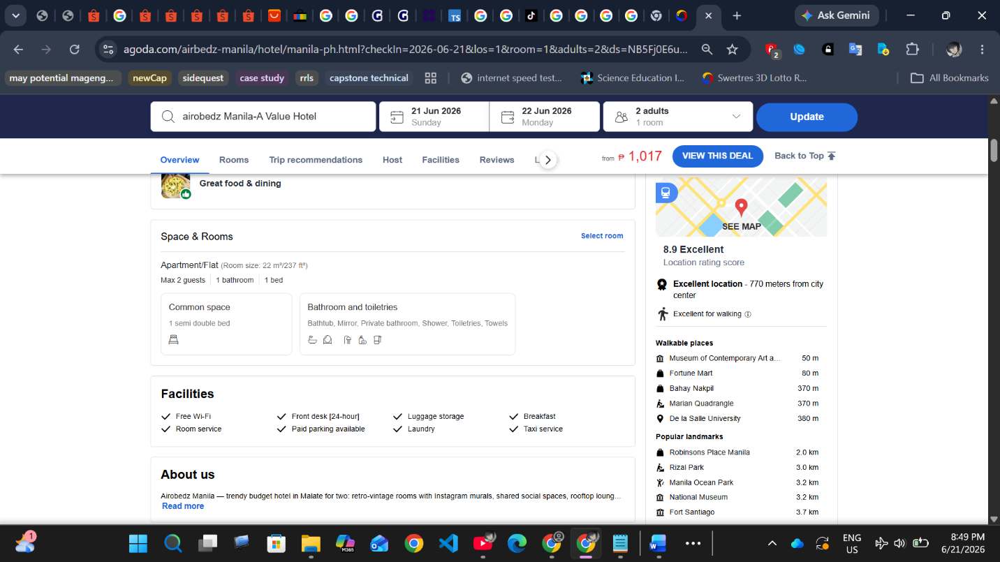 Ask Gemini
agoda.com/airbedz-manila/hotel/manila-ph.html?checkIn=2026-06-21&los=1&room=1&adults=2&ds=NB5Fj0E6u...
2
may potential mageng...
newCap
sidequest
case study
rrls
capstone technical
internet speed test...
Science Education I...
Swertres 3D Lotto R...
All Bookmarks
airobedz Manila-A Value Hotel
21 Jun 2026
Sunday
22 Jun 2026
Monday
2 adults
1 room
Update
Overview
Rooms
Trip recommendations
Host
Facilities
Reviews
from ₱ 1,017
VIEW THIS DEAL
Back to Top
Great food & dining
Space & Rooms
Select room
Apartment/Flat (Room size: 22 m²/237 ft²)
Max 2 guests
1 bathroom
1 bed
Common space
1 semi double bed
Bathroom and toiletries
Bathtub, Mirror, Private bathroom, Shower, Toiletries, Towels
Facilities
Free Wi-Fi
Front desk [24-hour]
Luggage storage
Breakfast
Room service
Paid parking available
Laundry
Taxi service
About us
Airobedz Manila — trendy budget hotel in Malate for two: retro-vintage rooms with Instagram murals, shared social spaces, rooftop loung...
Read more
SEE MAP
8.9 Excellent
Location rating score
Excellent location - 770 meters from city
center
Excellent for walking
Walkable places
Museum of Contemporary Art a... 50 m
Fortune Mart 80 m
Bahay Nakpil 370 m
Marian Quadrangle 370 m
De la Salle University 380 m
Popular landmarks
Robinsons Place Manila 2.0 km
Rizal Park 3.0 km
Manila Ocean Park 3.2 km
National Museum 3.2 km
Fort Santiago 3.7 km
1
M365
ENG
US
8:49 PM
6/21/2026